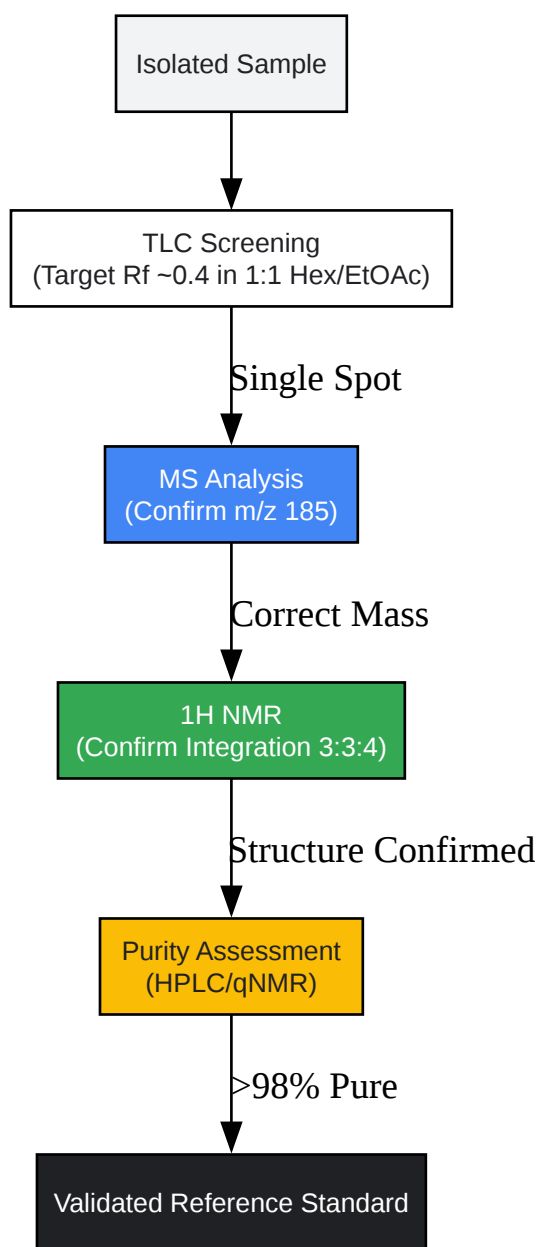 Isolated Sample
TLC Screening
(Target Rf ~0.4 in 1:1 Hex/EtOAc)
Single Spot
MS Analysis
(Confirm m/z 185)
Correct Mass
1H NMR
(Confirm Integration 3:3:4)
Structure Confirmed
Purity Assessment
(HPLC/qNMR)
>98% Pure
Validated Reference Standard